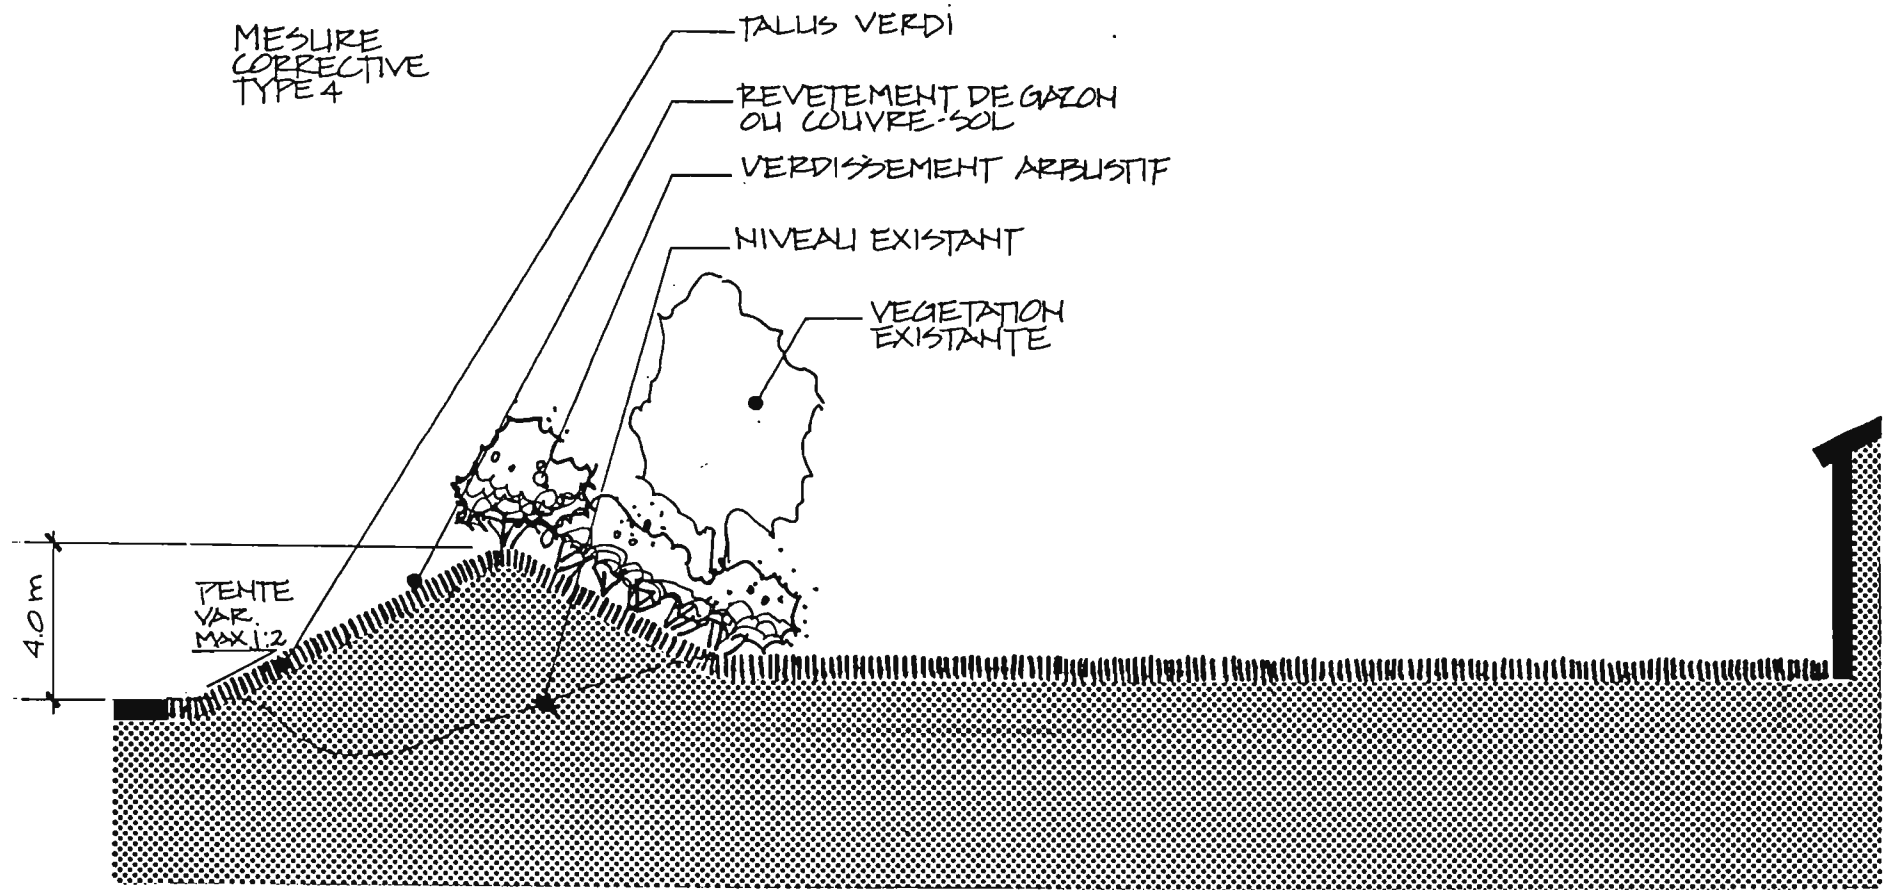 MESURE
CORRECTIVE
TYPE 4
TALUS VERDI
REVETEMENT DE GAZON
OU COUVRE-SOL
VERDISSEMENT ARBUSTIF
NIVEAU EXISTANT
VEGETATION
EXISTANTE
4.0 m
PENTE
VAR.
MAX 1:2